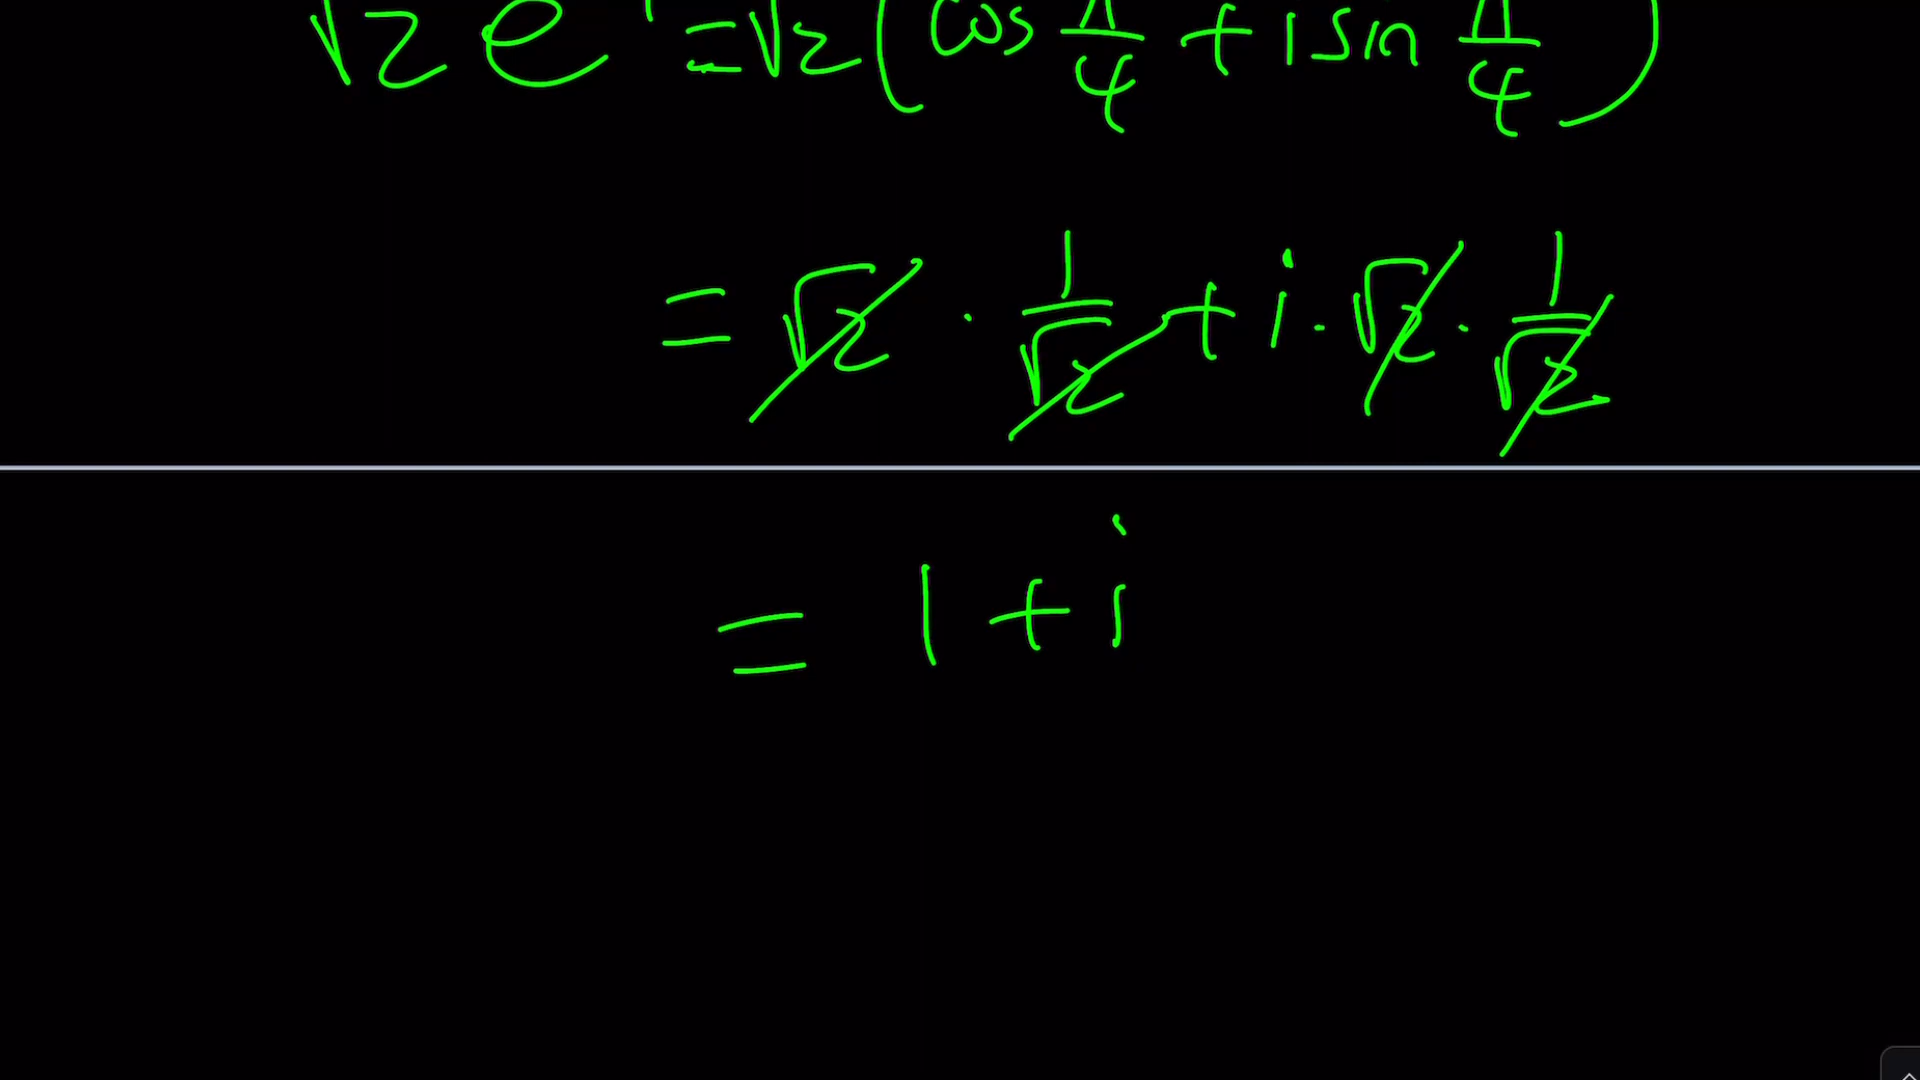 √2 e = √2 (cos π/4 + i sin π/4)
= √2 · 1/√2 + i · √2 · 1/√2
= 1 + i